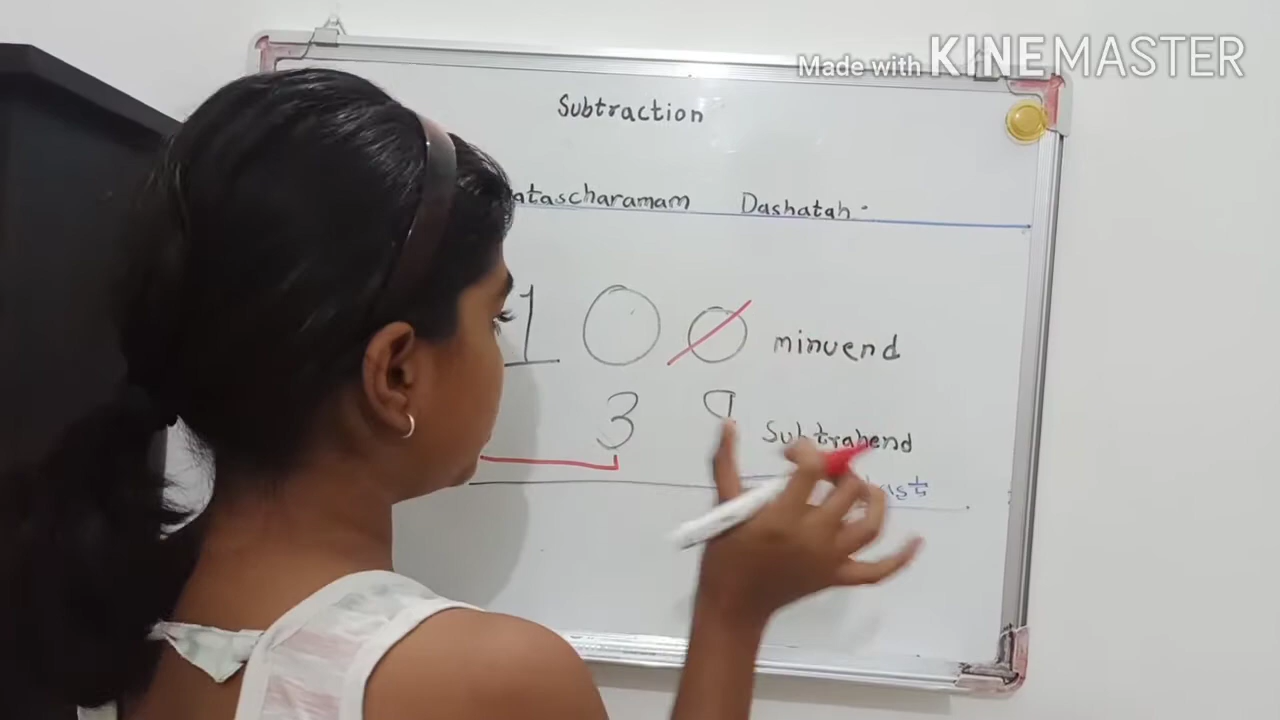 Made with KINEMASTER
Subtraction
atascharamam Dashatah.
1 0 0 minuend
3 9 Subtrahend